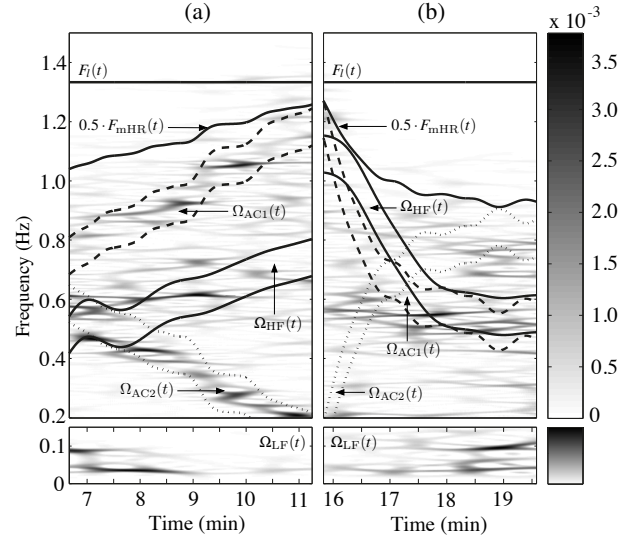 (a)
(b)
x 10⁻³
1.4
1.2
1.0
0.8
0.6
0.4
0.2
0.1
0
Frequency (Hz)
F_l(t)
0.5·F_mHR(t)
Ω_AC1(t)
Ω_HF(t)
Ω_AC2(t)
Ω_LF(t)
7 8 9 10 11
Time (min)
F_l(t)
0.5·F_mHR(t)
Ω_HF(t)
Ω_AC1(t)
Ω_AC2(t)
Ω_LF(t)
16 17 18 19
Time (min)
3.5
3.0
2.5
2.0
1.5
1.0
0.5
0